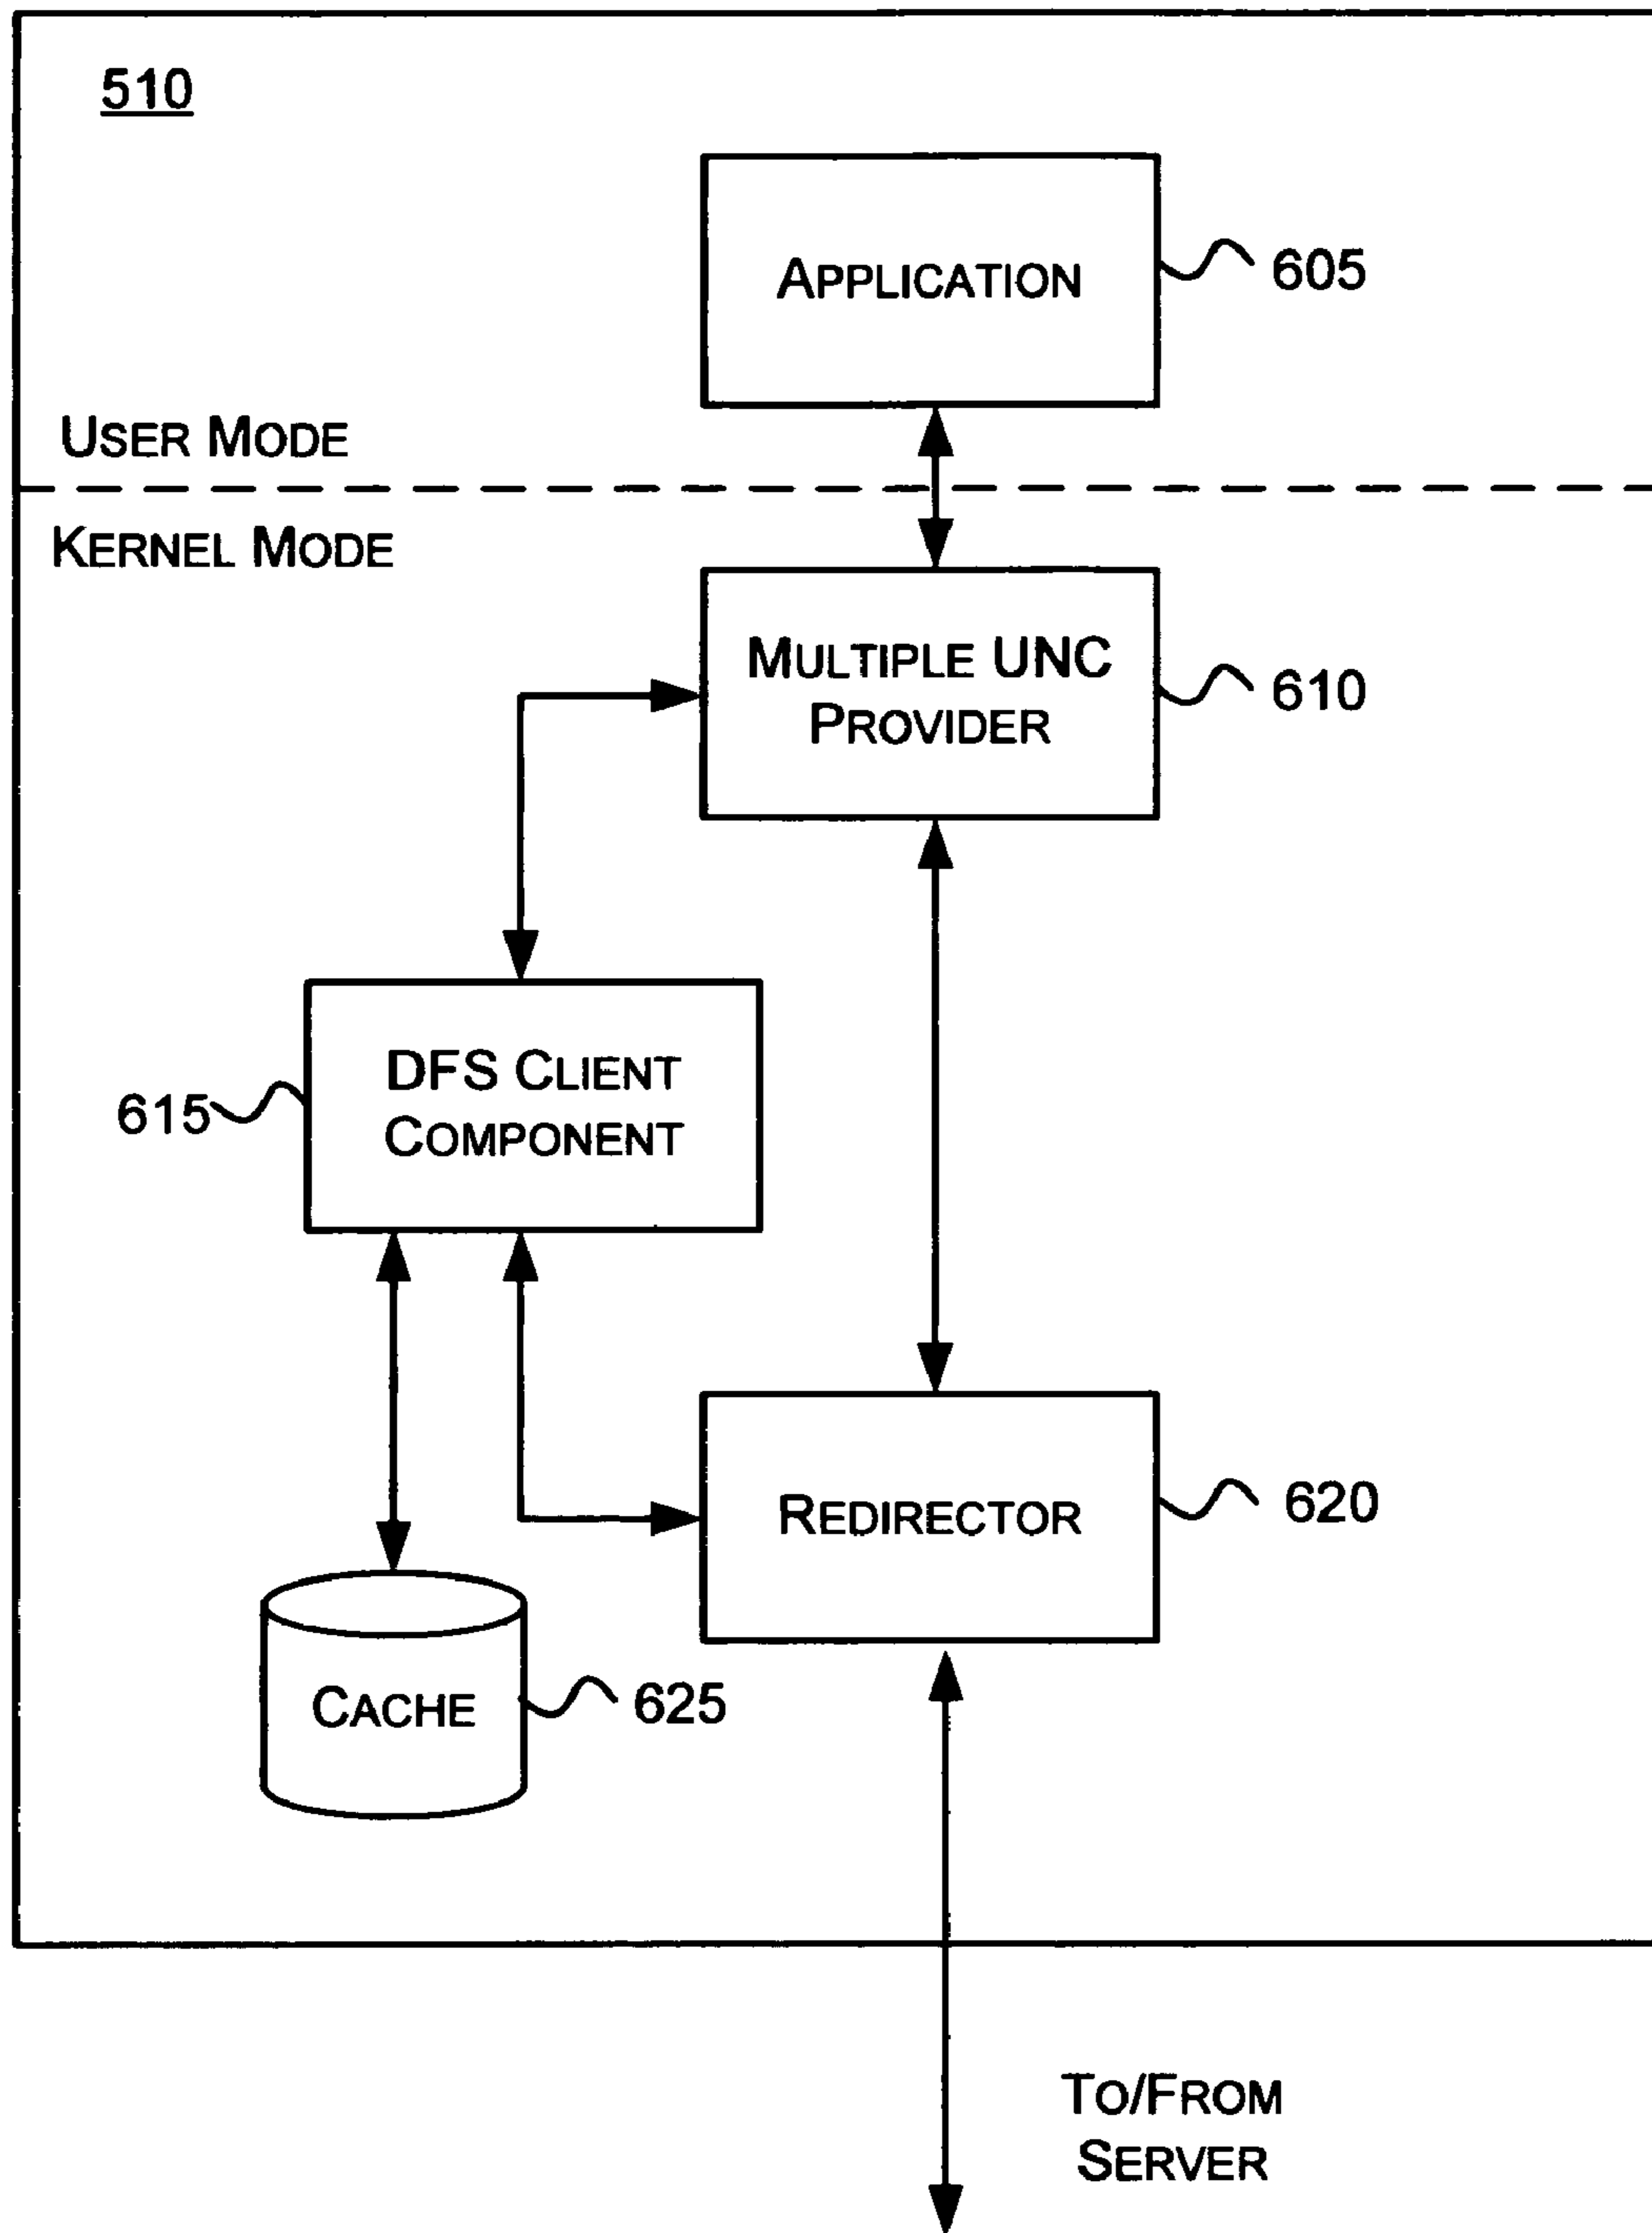 510
APPLICATION
605
USER MODE
KERNEL MODE
MULTIPLE UNC
PROVIDER
610
DFS CLIENT
COMPONENT
615
REDIRECTOR
620
CACHE
625
TO/FROM
SERVER